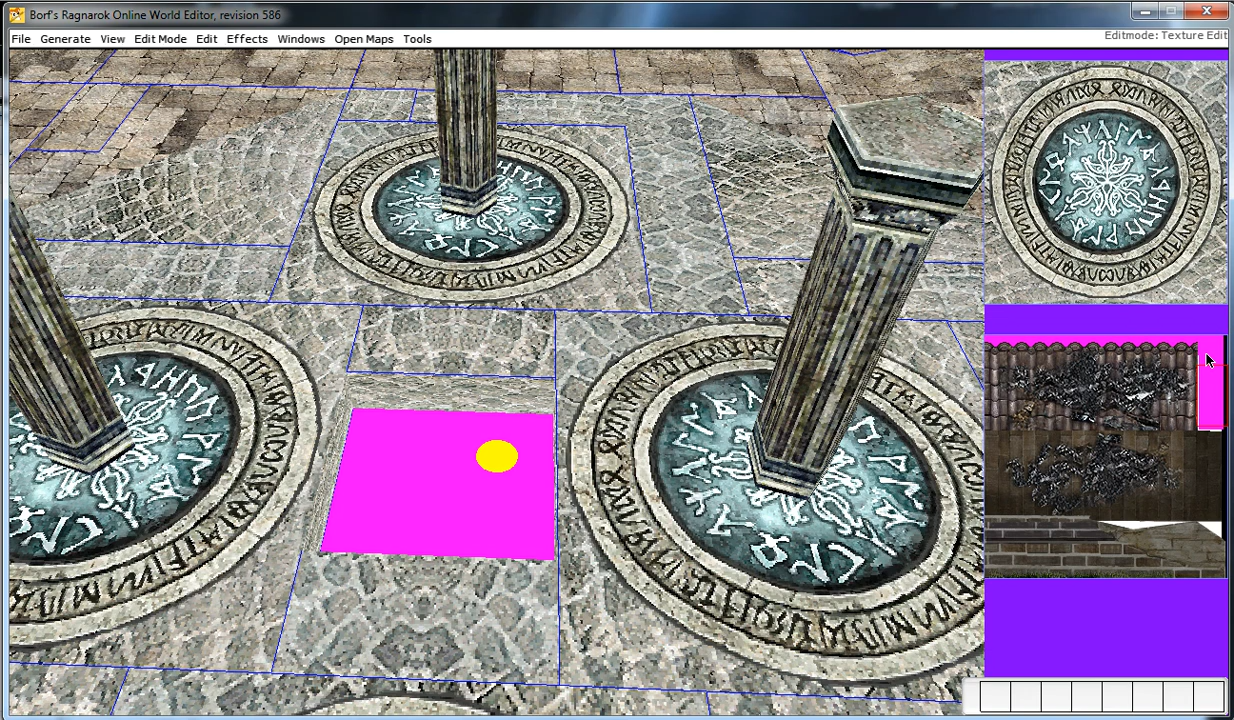 Borf's Ragnarok Online World Editor, revision 586
File Generate View Edit Mode Edit Effects Windows Open Maps Tools
Editmode: Texture Edit